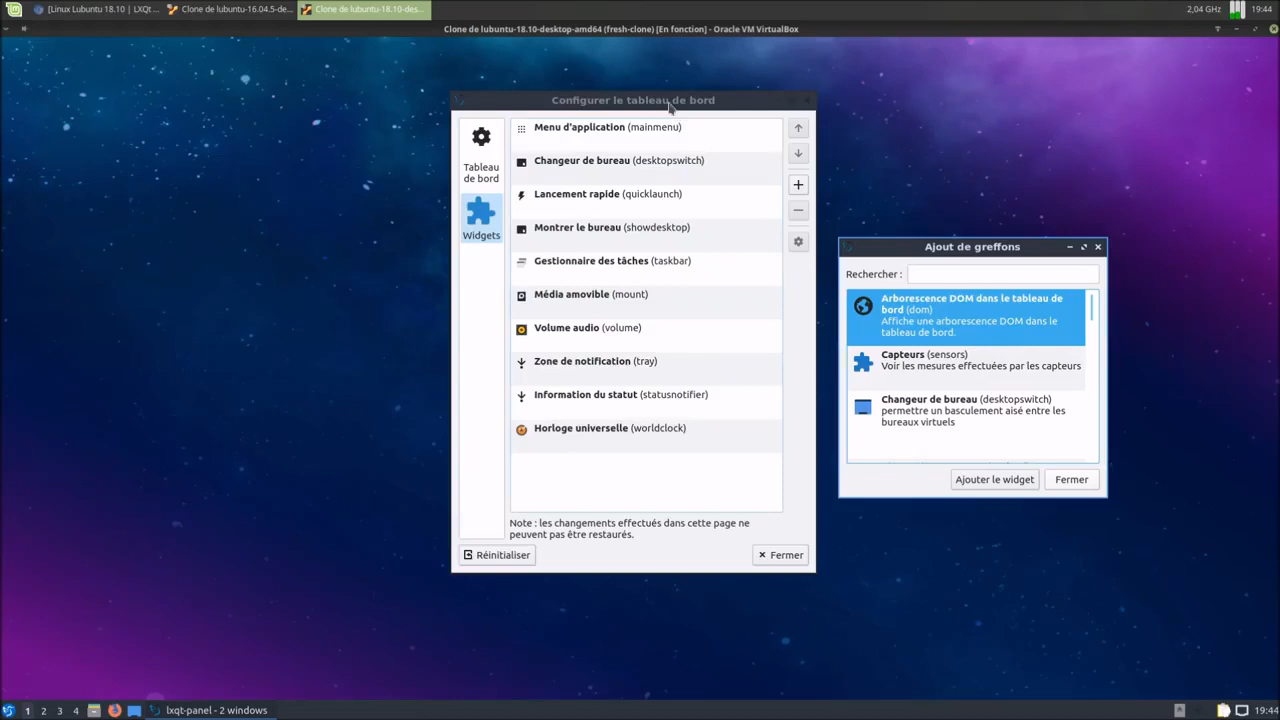 [Linux Lubuntu 18.10 | LXQt...
Clone de lubuntu-16.04.5-de...
Clone de lubuntu-18.10-des...
2,04 GHz
19:44
Clone de lubuntu-18.10-desktop-amd64 (fresh-clone) [En fonction] - Oracle VM VirtualBox
Configurer le tableau de bord
Tableau
de bord
Widgets
Menu d'application (mainmenu)
Changeur de bureau (desktopswitch)
Lancement rapide (quicklaunch)
Montrer le bureau (showdesktop)
Gestionnaire des tâches (taskbar)
Média amovible (mount)
Volume audio (volume)
Zone de notification (tray)
Information du statut (statusnotifier)
Horloge universelle (worldclock)
Note : les changements effectués dans cette page ne
peuvent pas être restaurés.
Réinitialiser
Fermer
Ajout de greffons
Rechercher :
Arborescence DOM dans le tableau de
bord (dom)
Affiche une arborescence DOM dans le
tableau de bord.
Capteurs (sensors)
Voir les mesures effectuées par les capteurs
Changeur de bureau (desktopswitch)
permettre un basculement aisé entre les
bureaux virtuels
Ajouter le widget
Fermer
1 2 3 4
lxqt-panel - 2 windows
19:44